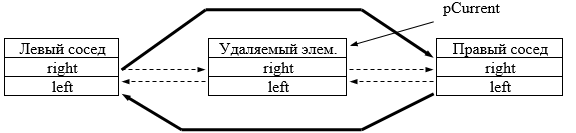 pCurrent
Левый сосед
right
left
Удаляемый элем.
right
left
Правый сосед
right
left